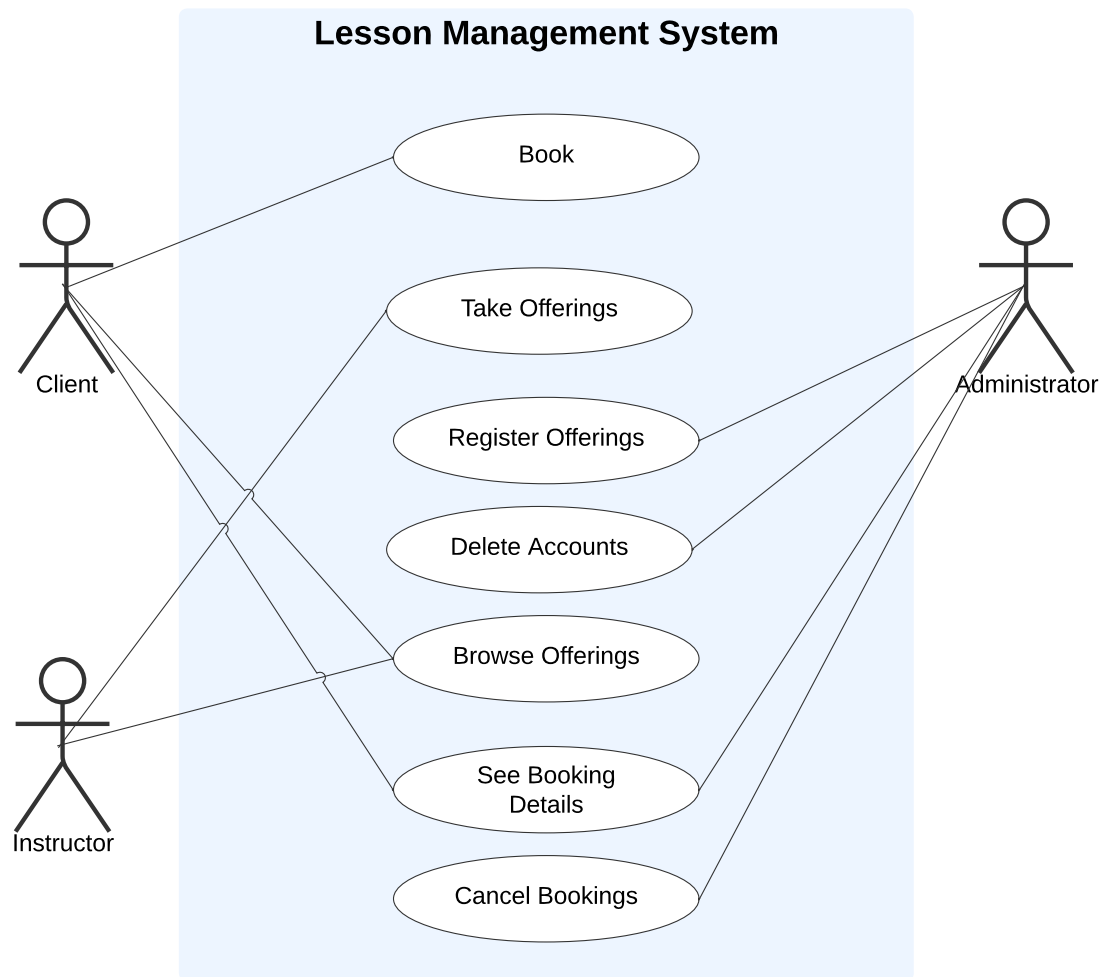 Lesson Management System
Book
Take Offerings
Client
Administrator
Register Offerings
Delete Accounts
Browse Offerings
See Booking
Details
Instructor
Cancel Bookings